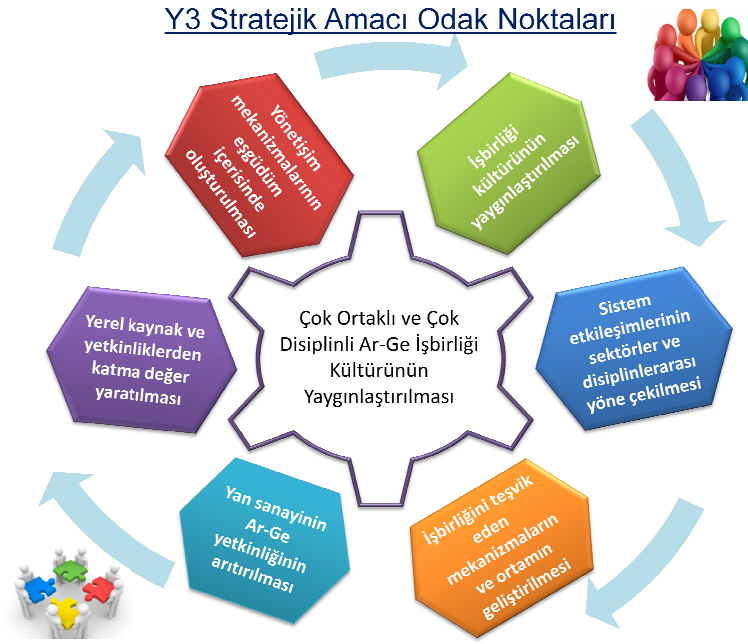 Y3 Stratejik Amacı Odak Noktaları
Yönetişim
mekanizmalarının
eşgüdüm
içerisinde
oluşturulması
İşbirliği
kültürünün
yaygınlaştırılması
Sistem
etkileşimlerinin
sektörler ve
disiplinlerarası
yöne çekilmesi
İşbirliğini teşvik
eden
mekanizmaların
ve ortamın
geliştirilmesi
Yan sanayinin
Ar-Ge
yetkinliğinin
arıtırılması
Yerel kaynak ve
yetkinliklerden
katma değer
yaratılması
Çok Ortaklı ve Çok
Disiplinli Ar-Ge İşbirliği
Kültürünün
Yaygınlaştırılması